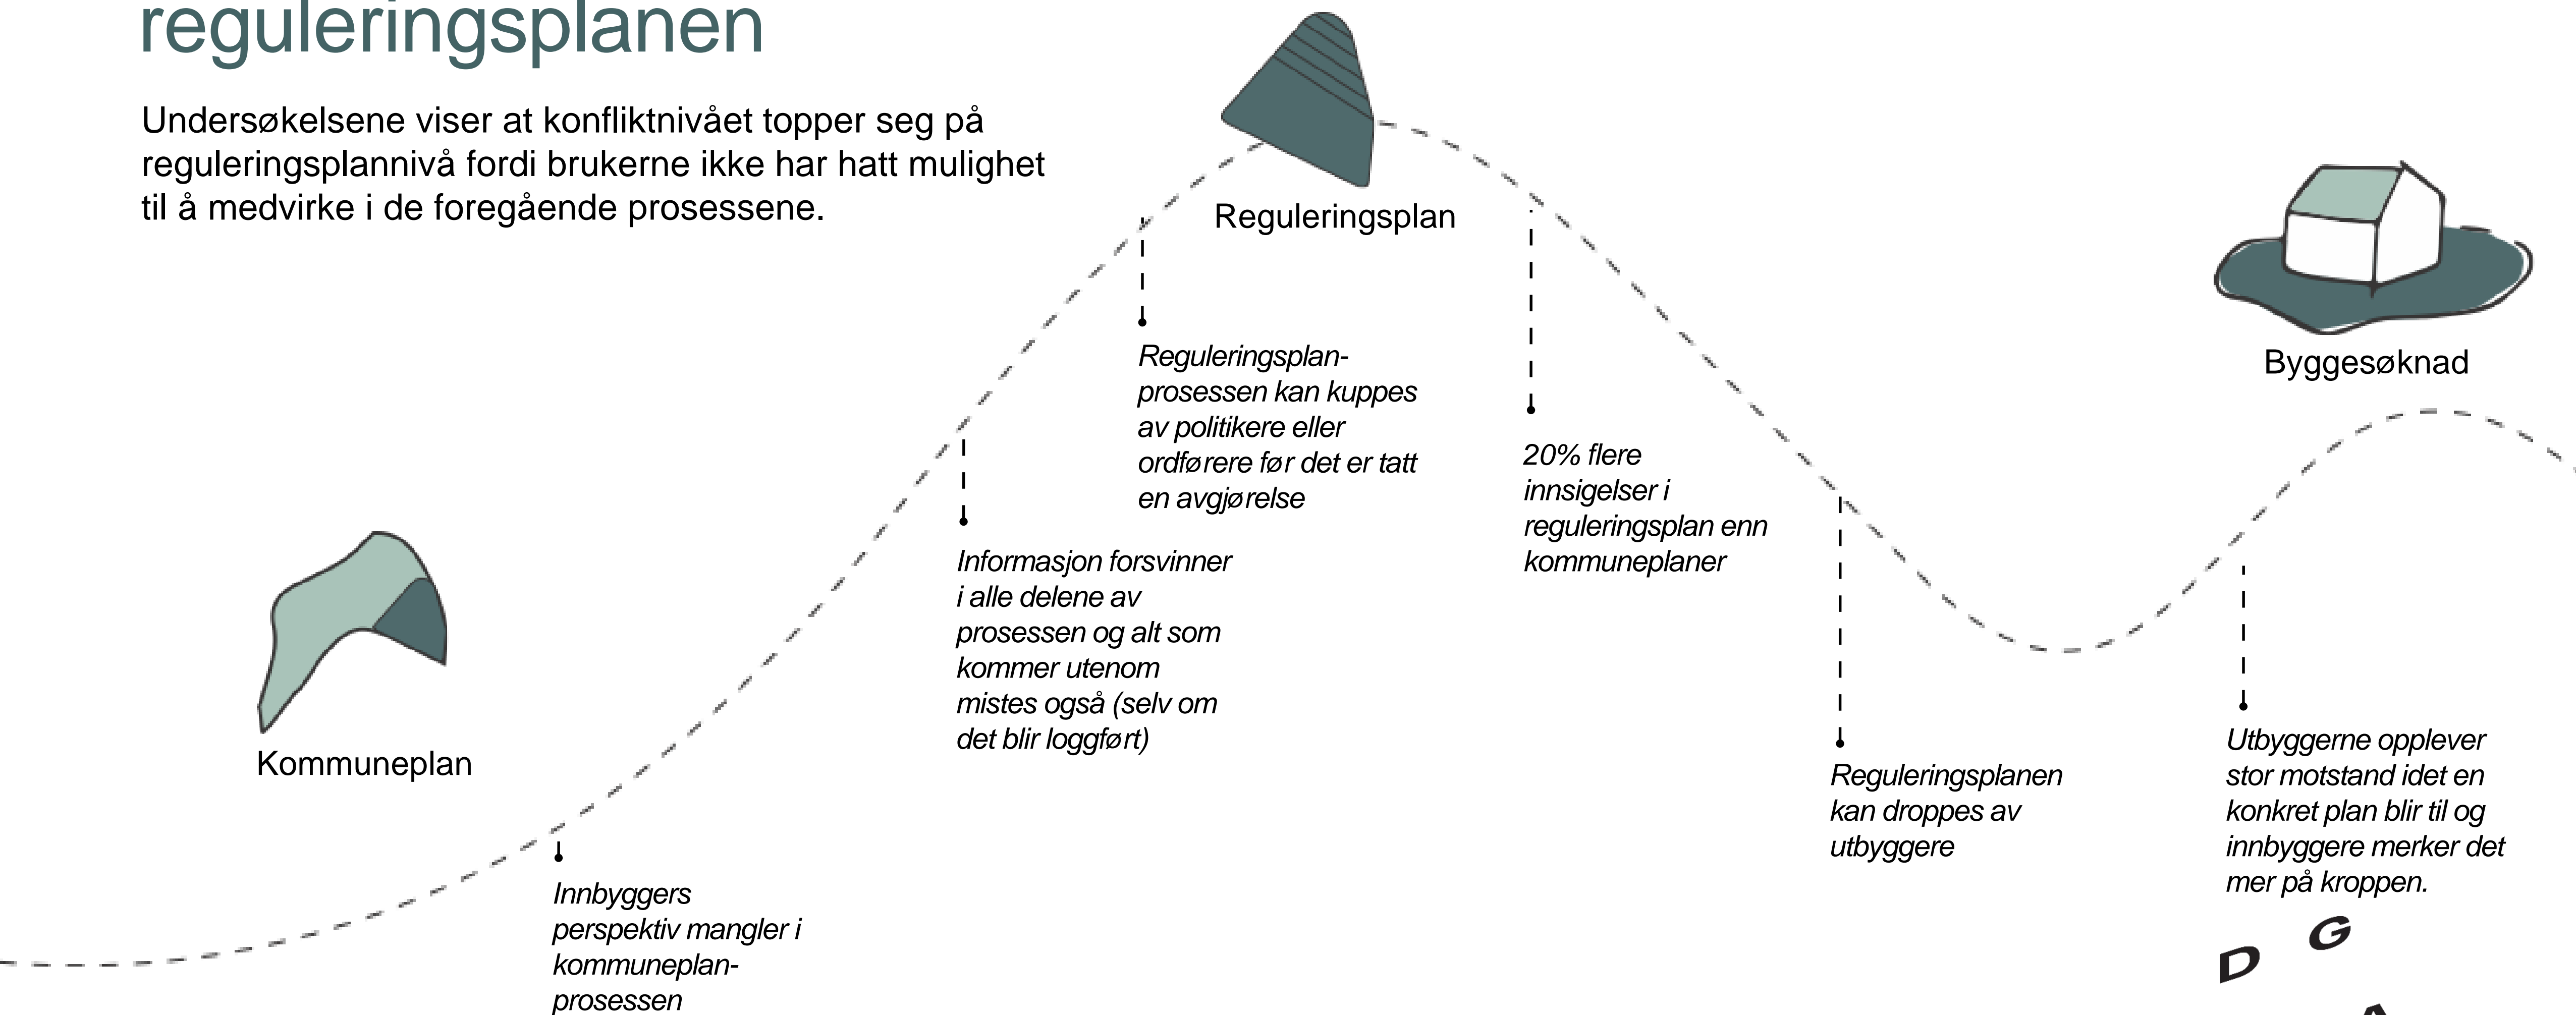 reguleringsplanen
Undersøkelsene viser at konfliktnivået topper seg på
reguleringsplannivå fordi brukerne ikke har hatt mulighet
til å medvirke i de foregående prosessene.
Kommuneplan
Innbyggers
perspektiv mangler i
kommuneplan-
prosessen
Informasjon forsvinner
i alle delene av
prosessen og alt som
kommer utenom
mistes også (selv om
det blir loggført)
Reguleringsplan-
prosessen kan kuppes
av politikere eller
ordførere før det er tatt
en avgjørelse
Reguleringsplan
20% flere
innsigelser i
reguleringsplan enn
kommuneplaner
Reguleringsplanen
kan droppes av
utbyggere
Byggesøknad
Utbyggerne opplever
stor motstand idet en
konkret plan blir til og
innbyggere merker det
mer på kroppen.
D G